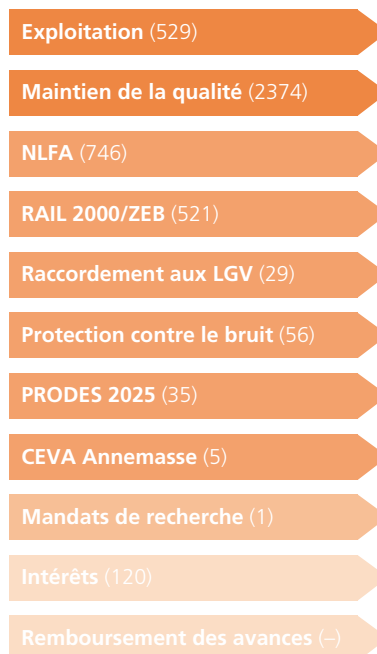 Exploitation (529)
Maintien de la qualité (2374)
NLFA (746)
RAIL 2000/ZEB (521)
Raccordement aux LGV (29)
Protection contre le bruit (56)
PRODES 2025 (35)
CEVA Annemasse (5)
Mandats de recherche (1)
Intérêts (120)
Remboursement des avances (–)